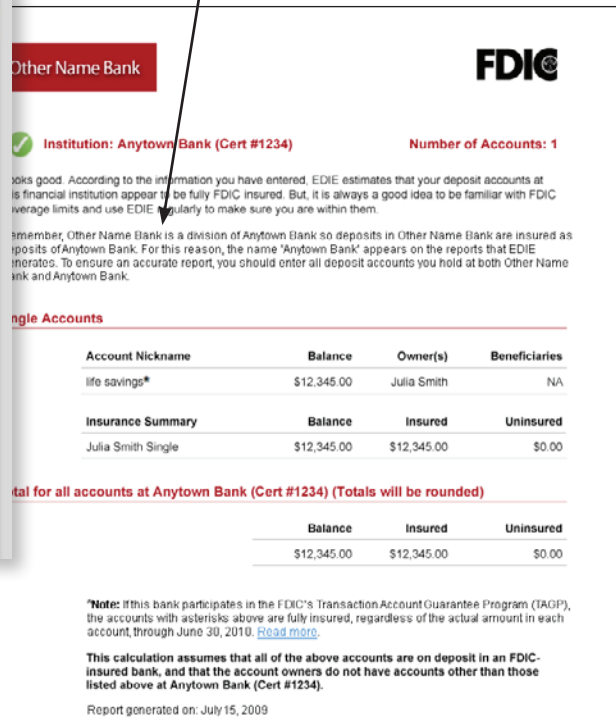 Other Name Bank
FDIC
Institution: Anytown Bank (Cert #1234) Number of Accounts: 1
ooks good. According to the information you have entered, EDIE estimates that your deposit accounts at
is financial institution appear to be fully FDIC insured. But, it is always a good idea to be familiar with FDIC
overage limits and use EDIE regularly to make sure you are within them.
emember, Other Name Bank is a division of Anytown Bank so deposits in Other Name Bank are insured as
eposits of Anytown Bank. For this reason, the name 'Anytown Bank' appears on the reports that EDIE
enerates. To ensure an accurate report, you should enter all deposit accounts you hold at both Other Name
ank and Anytown Bank.
ngle Accounts
Account Nickname Balance Owner(s) Beneficiaries
life savings* $12,345.00 Julia Smith NA
Insurance Summary Balance Insured Uninsured
Julia Smith Single $12,345.00 $12,345.00 $0.00
tal for all accounts at Anytown Bank (Cert #1234) (Totals will be rounded)
Balance Insured Uninsured
$12,345.00 $12,345.00 $0.00
*Note: If this bank participates in the FDIC's Transaction Account Guarantee Program (TAGP),
the accounts with asterisks above are fully insured, regardless of the actual amount in each
account, through June 30, 2010. Read more.
This calculation assumes that all of the above accounts are on deposit in an FDIC-
insured bank, and that the account owners do not have accounts other than those
listed above at Anytown Bank (Cert #1234).
Report generated on: July 15, 2009